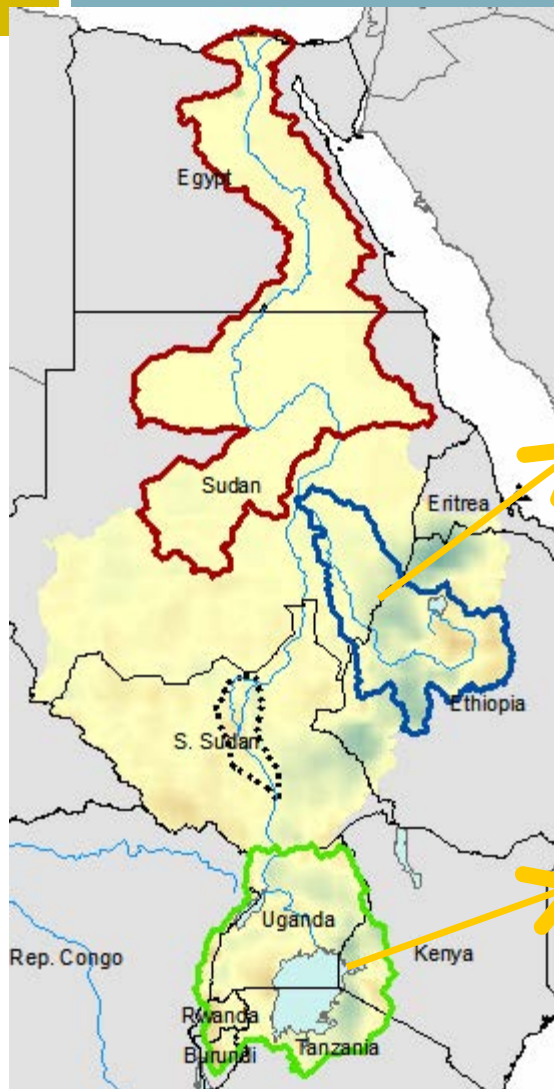 Egypt
Sudan
Eritrea
Ethiopia
S. Sudan
Uganda
Kenya
Rep. Congo
Rwanda
Burundi
Tanzania